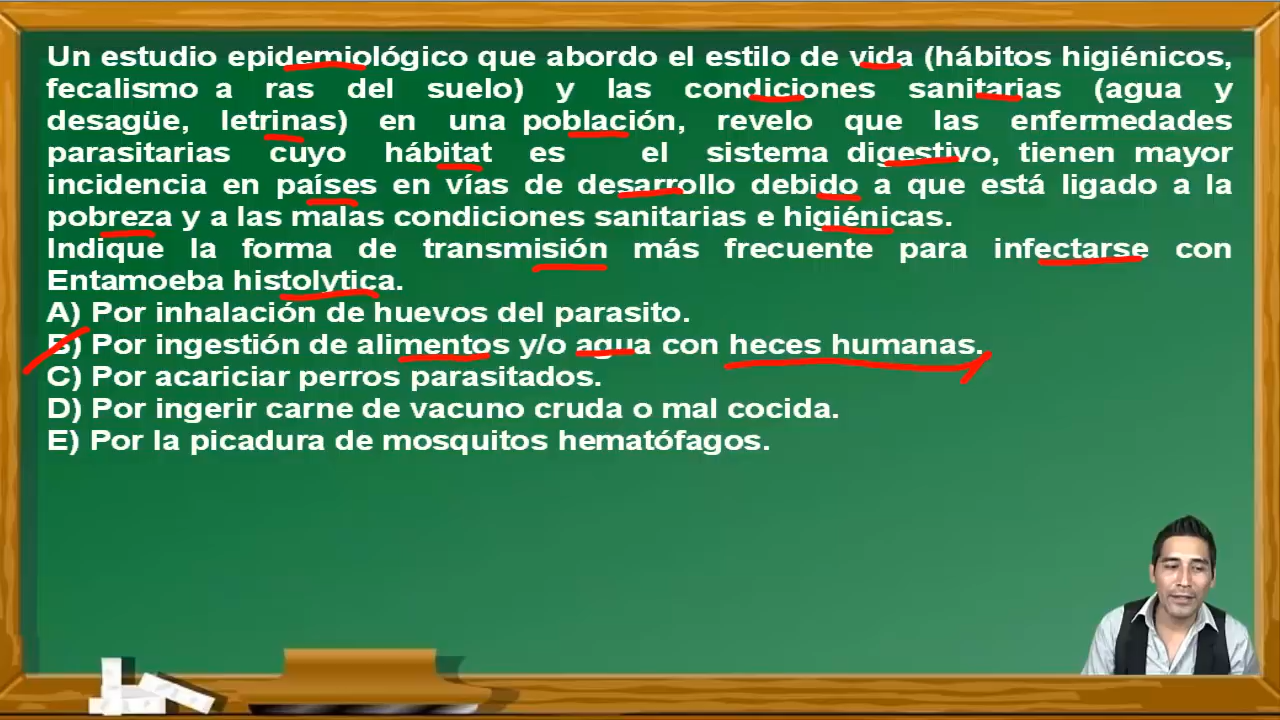 Un estudio epidemiológico que abordo el estilo de vida (hábitos higiénicos,
fecalismo a ras del suelo) y las condiciones sanitarias (agua y
desagüe, letrinas) en una población, revelo que las enfermedades
parasitarias cuyo hábitat es el sistema digestivo, tienen mayor
incidencia en países en vías de desarrollo debido a que está ligado a la
pobreza y a las malas condiciones sanitarias e higiénicas.
Indique la forma de transmisión más frecuente para infectarse con
Entamoeba histolytica.
A) Por inhalación de huevos del parasito.
B) Por ingestión de alimentos y/o agua con heces humanas.
C) Por acariciar perros parasitados.
D) Por ingerir carne de vacuno cruda o mal cocida.
E) Por la picadura de mosquitos hematófagos.